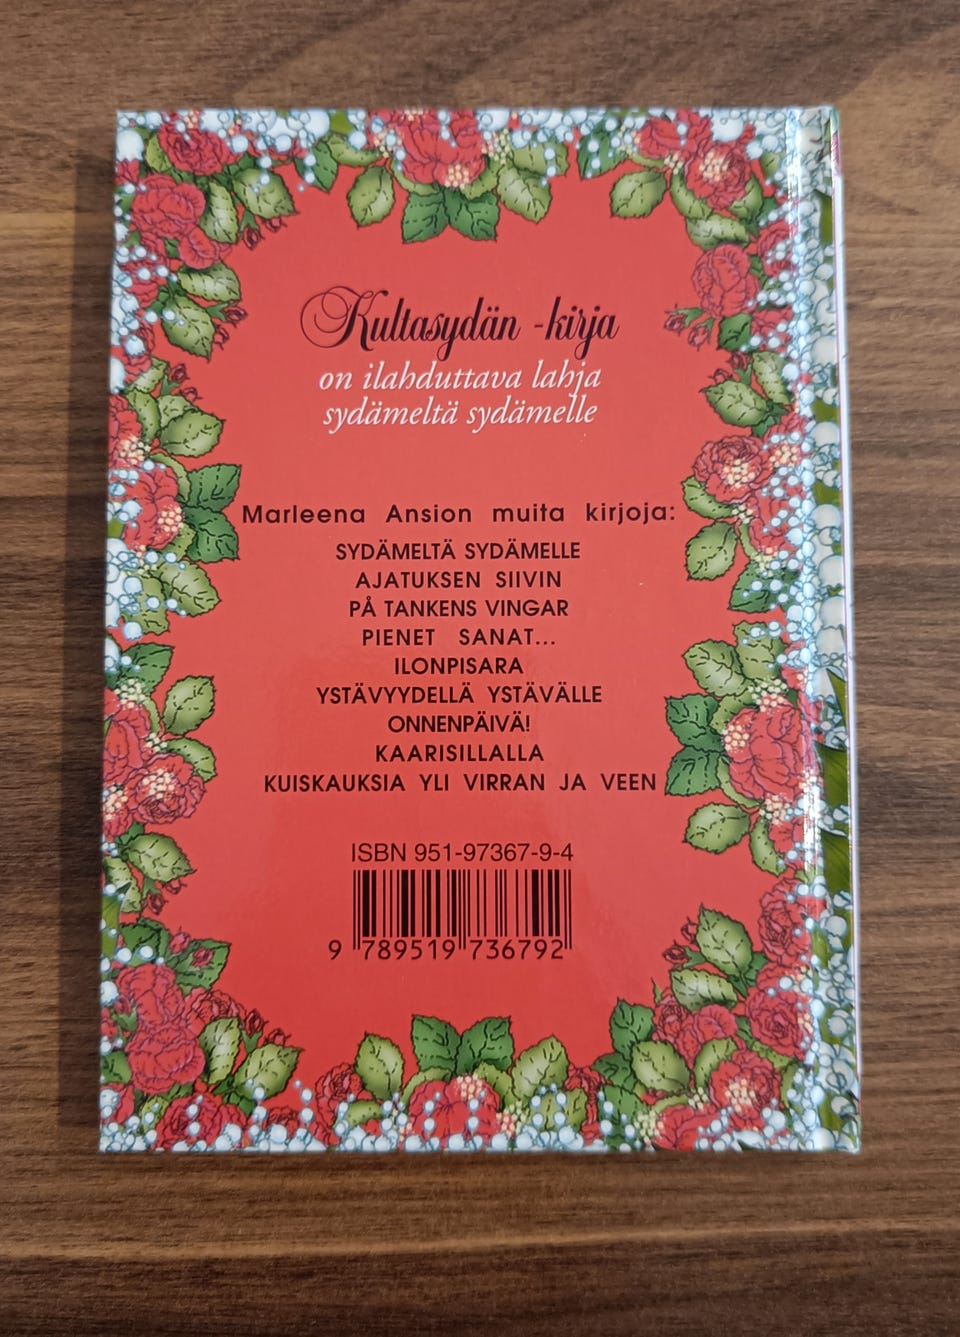 Kultasydän -kirja
on ilahduttava lahja
sydämeltä sydämelle
Marleena Ansion muita kirjoja:
SYDÄMELTÄ SYDÄMELLE
AJATUKSEN SIIVIN
PÅ TANKENS VINGAR
PIENET SANAT...
ILONPISARA
YSTÄVYYDELLÄ YSTÄVÄLLE
ONNENPÄIVÄ!
KAARISILLALLA
KUISKAUKSIA YLI VIRRAN JA VEEN
ISBN 951-97367-9-4
9 789519 736792